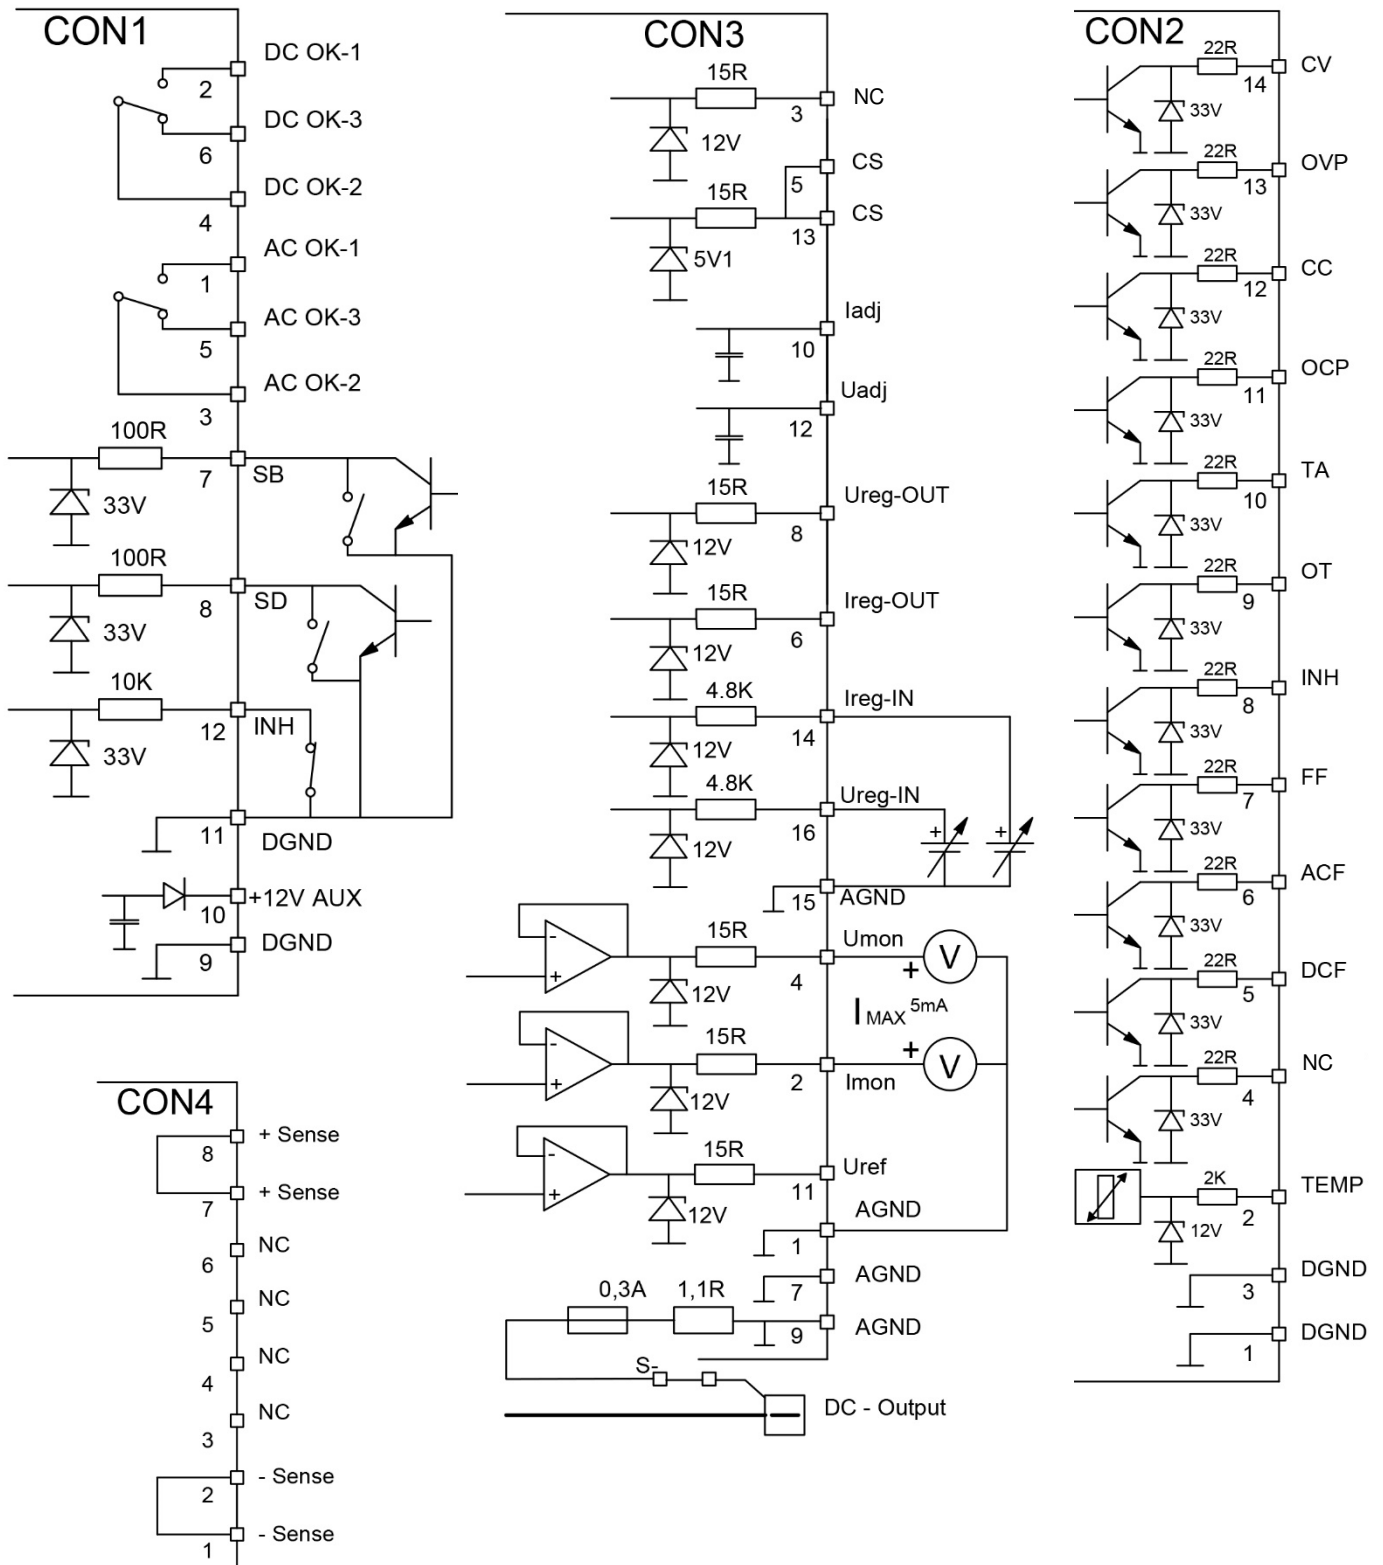 CON1
DC OK-1
2
DC OK-3
6
DC OK-2
4
AC OK-1
1
AC OK-3
5
AC OK-2
3
100R
7
SB
33V
100R
8
SD
33V
10K
12
INH
33V
11
DGND
10
+12V AUX
9
DGND
CON4
8
+ Sense
7
+ Sense
6
NC
5
NC
4
NC
3
NC
2
- Sense
1
- Sense
CON3
15R
3
NC
12V
CS
5
15R
CS
13
5V1
Iadj
10
Uadj
12
15R
Ureg-OUT
8
12V
15R
Ireg-OUT
6
12V
4.8K
Ireg-IN
14
12V
4.8K
Ureg-IN
16
12V
+
+
15
AGND
-
+
15R
Umon
4
+
V
12V
I MAX 5mA
-
+
15R
2
Imon
+
V
12V
-
+
15R
Uref
11
12V
AGND
1
AGND
7
0,3A
1,1R
9
AGND
S-
DC - Output
CON2
22R
CV
14
33V
22R
OVP
13
33V
22R
CC
12
33V
22R
OCP
11
33V
22R
TA
10
33V
22R
OT
9
33V
22R
INH
8
33V
22R
FF
7
33V
22R
ACF
6
33V
22R
DCF
5
33V
22R
NC
4
33V
2K
TEMP
2
12V
DGND
3
DGND
1